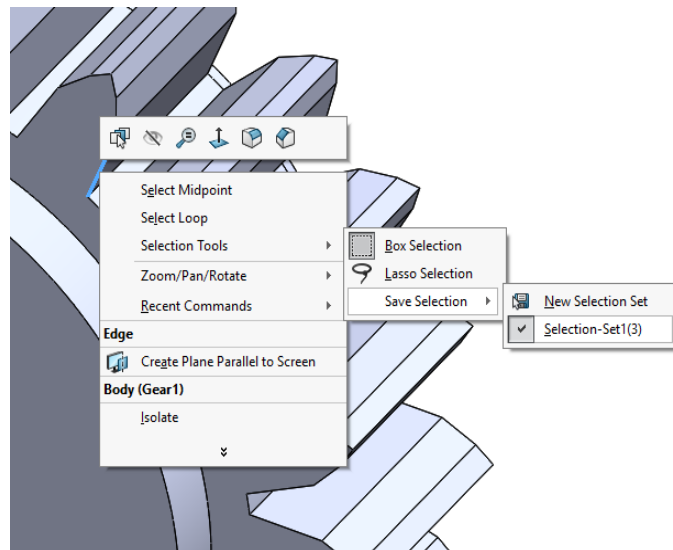 Select Midpoint
Select Loop
Selection Tools
Box Selection
Zoom/Pan/Rotate
Lasso Selection
Recent Commands
Save Selection
New Selection Set
Edge
Selection-Set1(3)
Create Plane Parallel to Screen
Body (Gear1)
Isolate